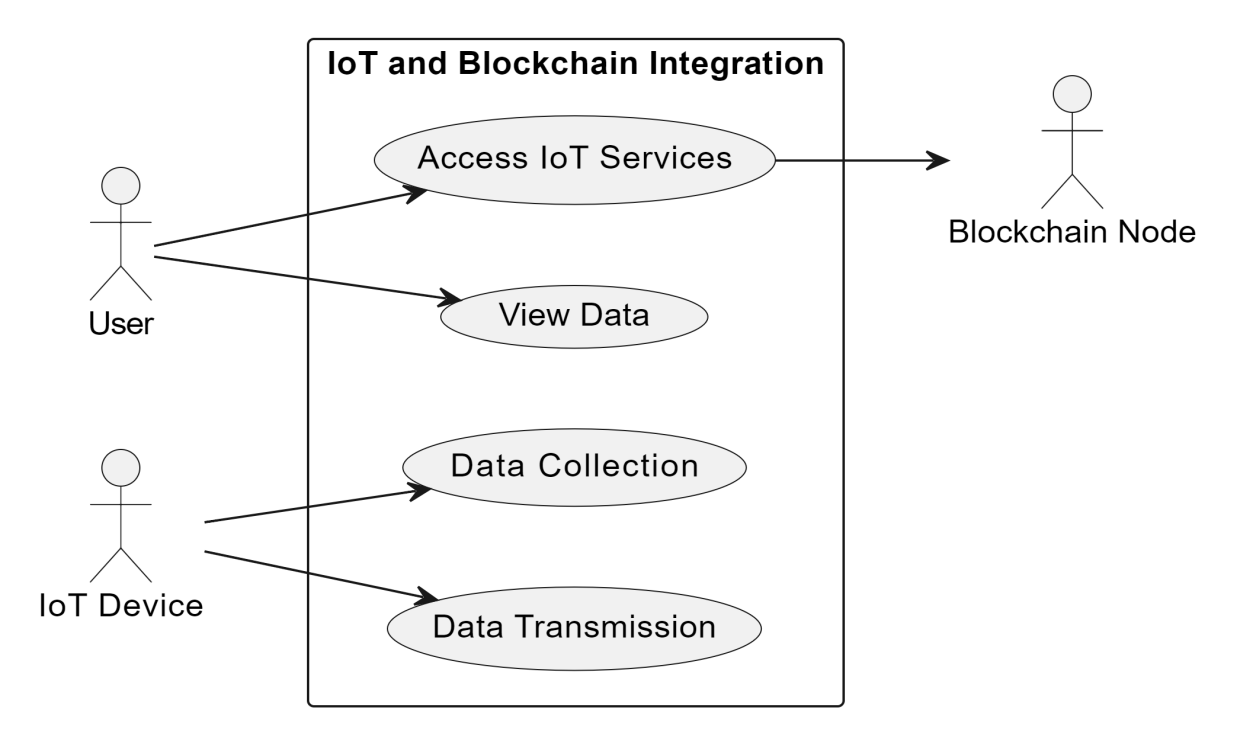 IoT and Blockchain Integration
Access IoT Services
Blockchain Node
User
View Data
Data Collection
IoT Device
Data Transmission